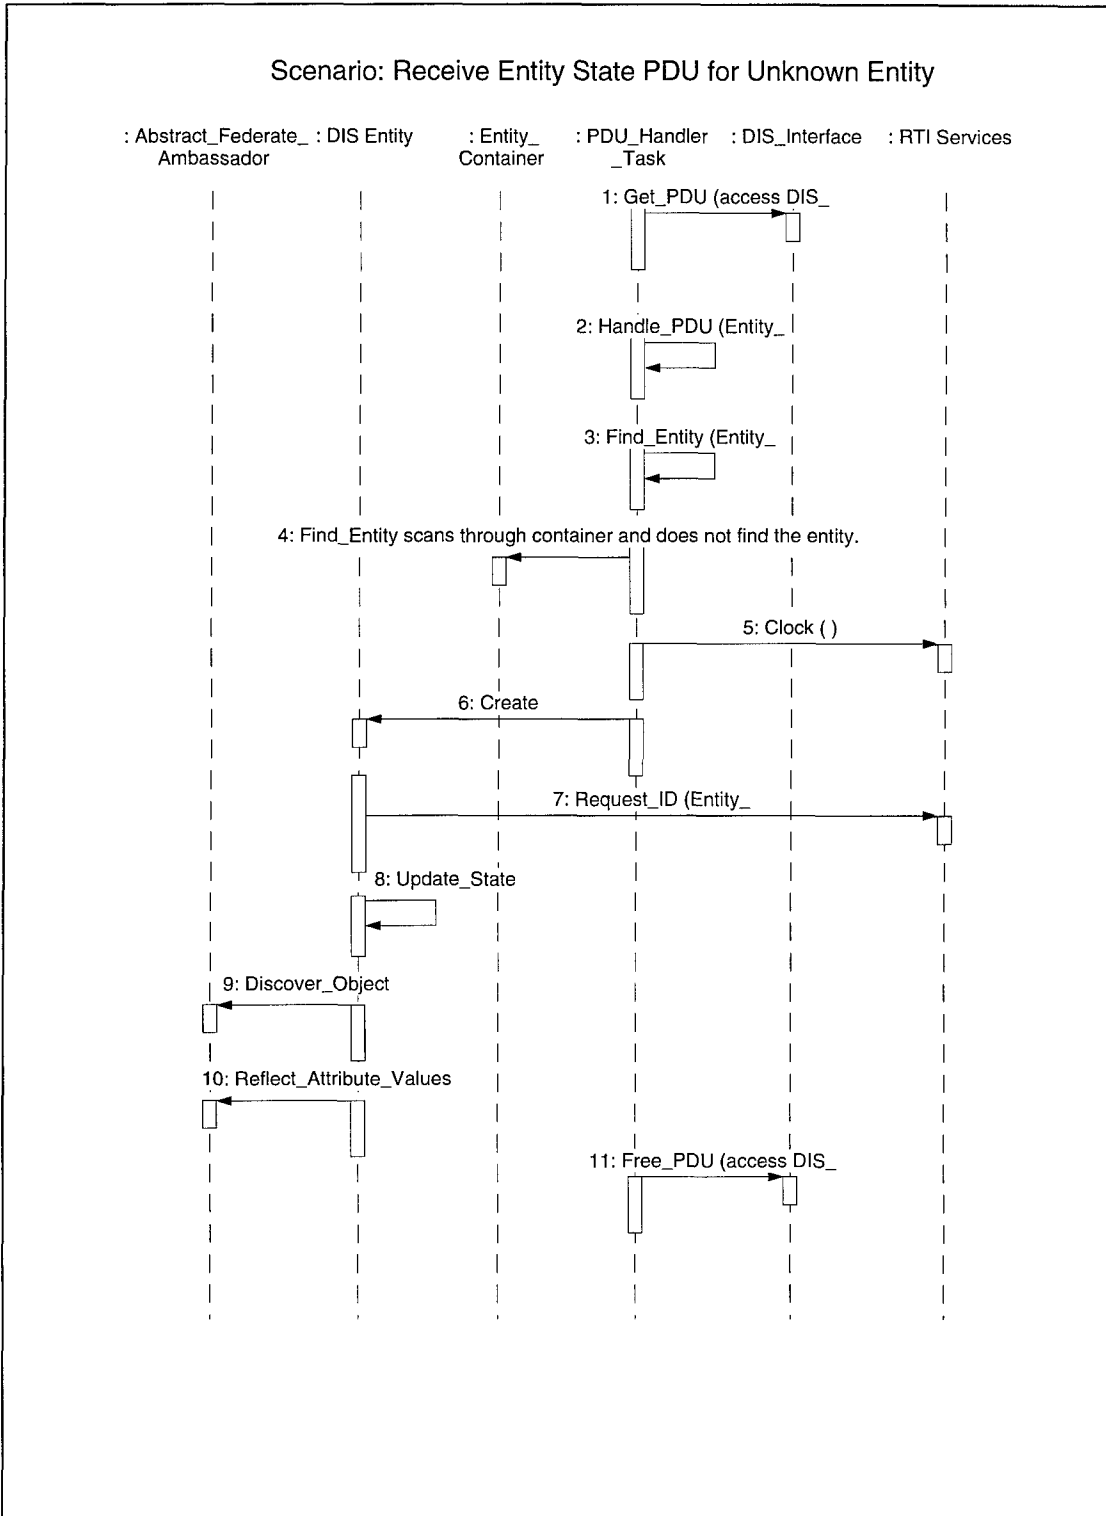 Scenario: Receive Entity State PDU for Unknown Entity
: Abstract_Federate_ : DIS Entity : Entity_ : PDU_Handler : DIS_Interface : RTI Services
Ambassador Container _Task
1: Get_PDU (access DIS_
2: Handle_PDU (Entity_
3: Find_Entity (Entity_
4: Find_Entity scans through container and does not find the entity.
5: Clock ( )
6: Create
7: Request_ID (Entity_
8: Update_State
9: Discover_Object
10: Reflect_Attribute_Values
11: Free_PDU (access DIS_